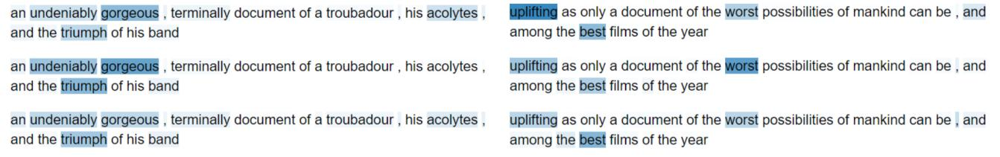 an undeniably gorgeous , terminally document of a troubadour , his acolytes ,
and the triumph of his band
an undeniably gorgeous , terminally document of a troubadour , his acolytes ,
and the triumph of his band
an undeniably gorgeous , terminally document of a troubadour , his acolytes ,
and the triumph of his band
uplifting as only a document of the worst possibilities of mankind can be , and
among the best films of the year
uplifting as only a document of the worst possibilities of mankind can be , and
among the best films of the year
uplifting as only a document of the worst possibilities of mankind can be , and
among the best films of the year